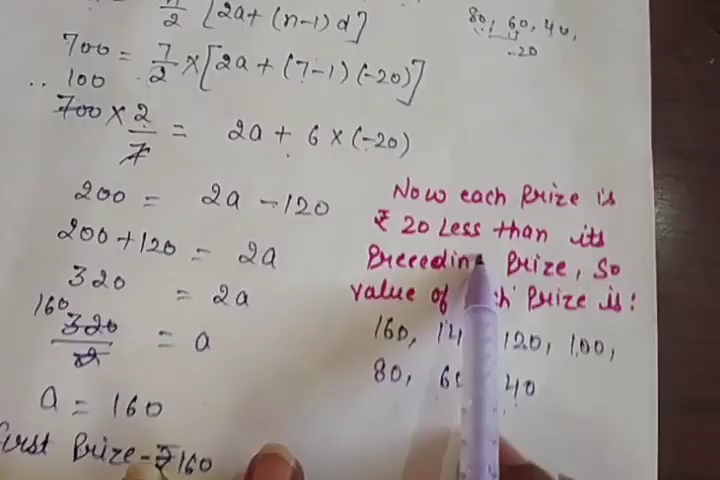 n/2 [2a+(n-1)d]
80, 60, 40,
-20
700 = 7/2 × [2a + (7-1)(-20)]
100
700 × 2/7 = 2a + 6 × (-20)
200 = 2a - 120
200 + 120 = 2a
320 = 2a
160
320/2 = a
a = 160
First Prize - ₹160
Now each Prize is
₹ 20 Less than its
Preceeding Prize, So
value of Prize is:
160, 120, 100,
80, 40